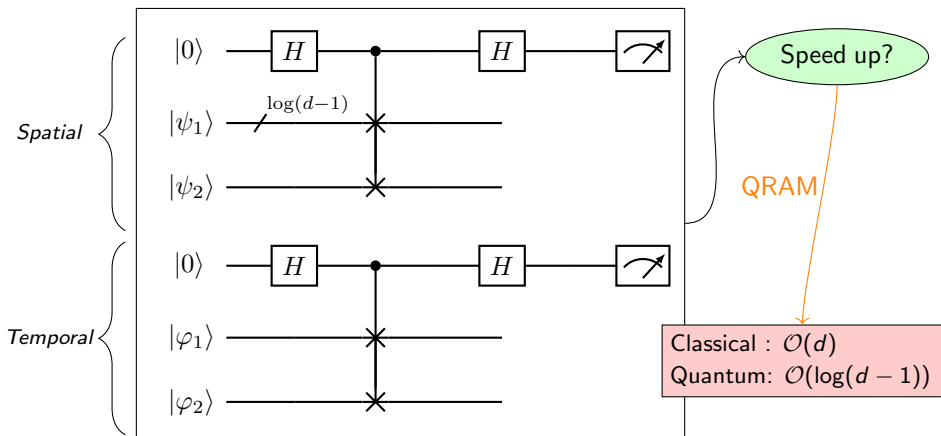 |0⟩ H H
log(d−1)
|ψ₁⟩
|ψ₂⟩
Spatial
|0⟩ H H
|φ₁⟩
|φ₂⟩
Temporal
Speed up?
QRAM
Classical : 𝒪(d)
Quantum: 𝒪(log(d − 1))